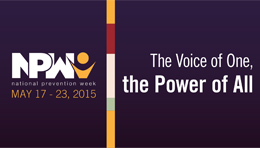 NPW
national prevention week
MAY 17 - 23, 2015
The Voice of One,
the Power of All